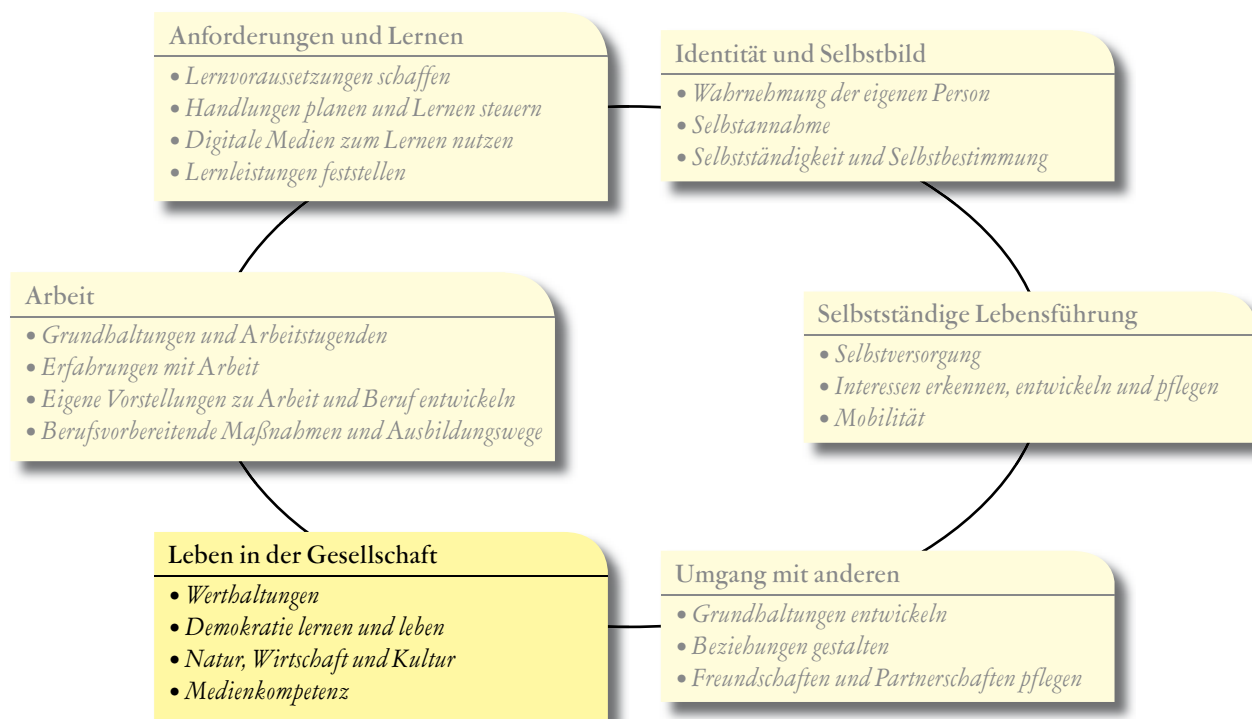 Anforderungen und Lernen
• Lernvoraussetzungen schaffen
• Handlungen planen und Lernen steuern
• Digitale Medien zum Lernen nutzen
• Lernleistungen feststellen
Identität und Selbstbild
• Wahrnehmung der eigenen Person
• Selbstannahme
• Selbstständigkeit und Selbstbestimmung
Arbeit
• Grundhaltungen und Arbeitstugenden
• Erfahrungen mit Arbeit
• Eigene Vorstellungen zu Arbeit und Beruf entwickeln
• Berufsvorbereitende Maßnahmen und Ausbildungswege
Selbstständige Lebensführung
• Selbstversorgung
• Interessen erkennen, entwickeln und pflegen
• Mobilität
Leben in der Gesellschaft
• Werthaltungen
• Demokratie lernen und leben
• Natur, Wirtschaft und Kultur
• Medienkompetenz
Umgang mit anderen
• Grundhaltungen entwickeln
• Beziehungen gestalten
• Freundschaften und Partnerschaften pflegen